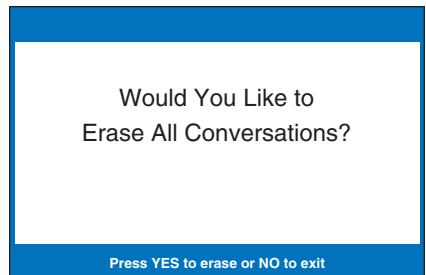 Would You Like to
Erase All Conversations?
Press YES to erase or NO to exit